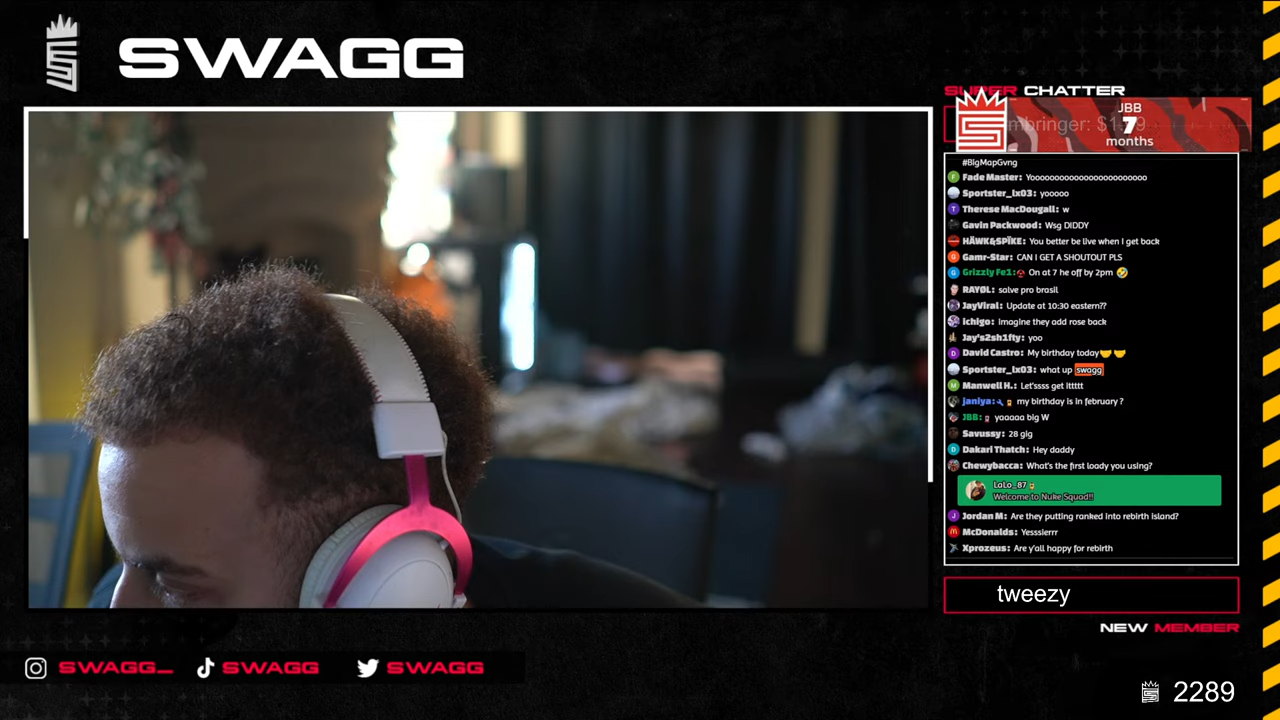 SWAGG
SUPER CHATTER
JBB
7
months
#BigMapGvng
Fade Master: Yooooooooooooooooooooooooo
Sportster_lx03: yooooo
Therese MacDougall: w
Gavin Packwood: Wsg DIDDY
HÄWK&SPÏKE: You better be live when I get back
Gamr-Star: CAN I GET A SHOUTOUT PLS
Grizzly Fe1: On at 7 he off by 2pm 🤣
RAYØL: salve pro brasil
JayViral: Update at 10:30 eastern??
ichigo: Imagine they add rose back
Jay's2sh1fty: yoo
David Castro: My birthday today🤝 🤝
Sportster_lx03: what up swagg
Manwell H.: Let'ssss get itttttt
janiya: my birthday is in february ?
JBB: yaaaaa big W
Savussy: 28 gig
Dakari Thatch: Hey daddy
Chewybacca: What's the first loady you using?
LaLo_87
Welcome to Nuke Squad!!
Jordan M: Are they putting ranked into rebirth island?
McDonalds: Yesssierrr
Xprozeus: Are y'all happy for rebirth
tweezy
NEW MEMBER
SWAGG_ SWAGG SWAGG
2289